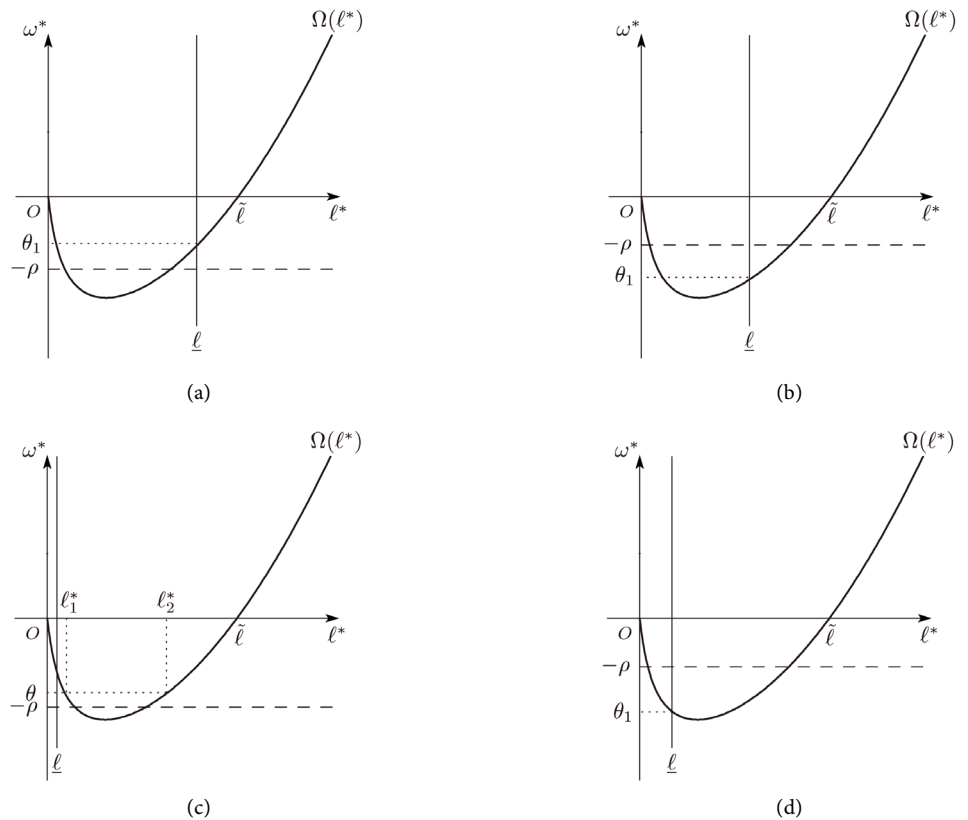 ω* Ω(ℓ*) ω* Ω(ℓ*)
O ℓ̃ ℓ* O ℓ̃ ℓ*
θ₁ −ρ
−ρ θ₁
ℓ̲ ℓ̲
(a) (b)
ω* Ω(ℓ*) ω* Ω(ℓ*)
ℓ₁* ℓ₂*
O ℓ̃ ℓ* O ℓ̃ ℓ*
θ −ρ
−ρ θ₁
ℓ̲ ℓ̲
(c) (d)